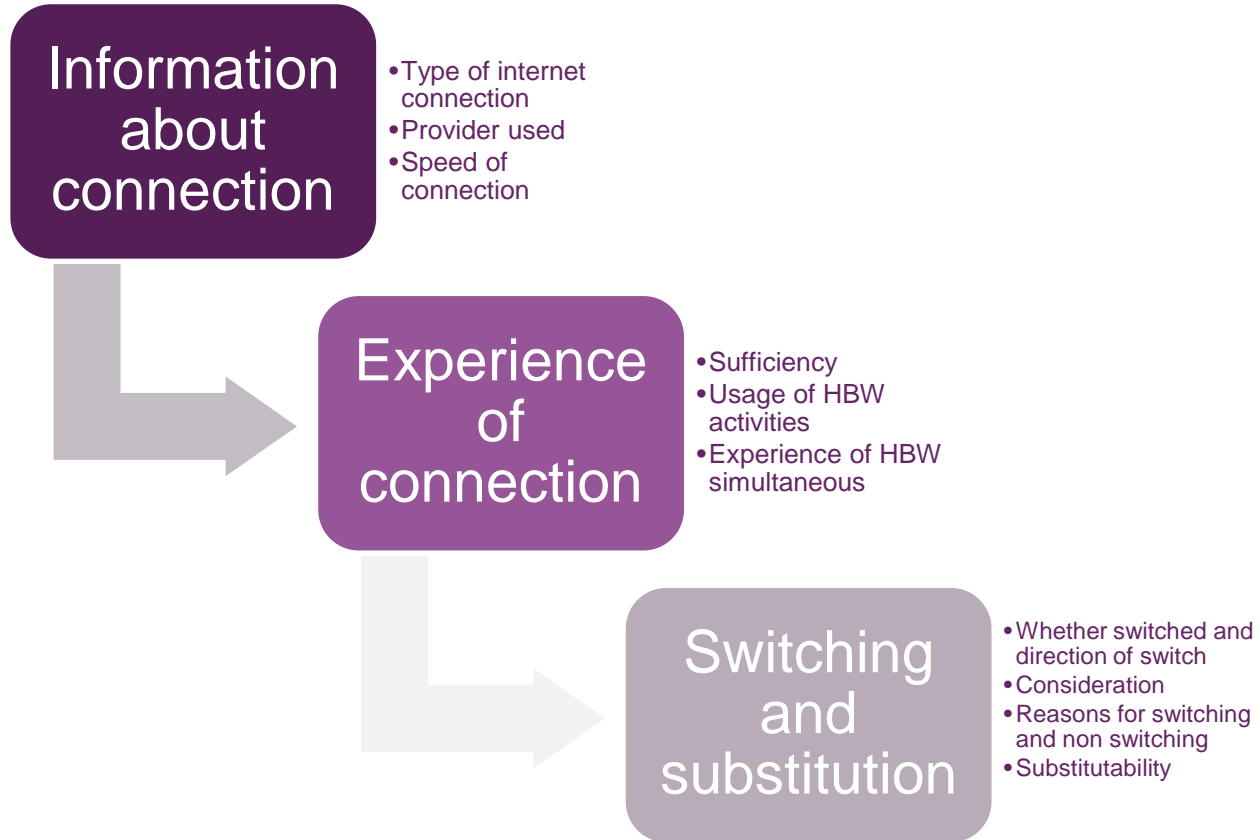 Information
about
connection
•Type of internet
connection
•Provider used
•Speed of
connection
Experience
of
connection
•Sufficiency
•Usage of HBW
activities
•Experience of HBW
simultaneous
Switching
and
substitution
•Whether switched and
direction of switch
•Consideration
•Reasons for switching
and non switching
•Substitutability